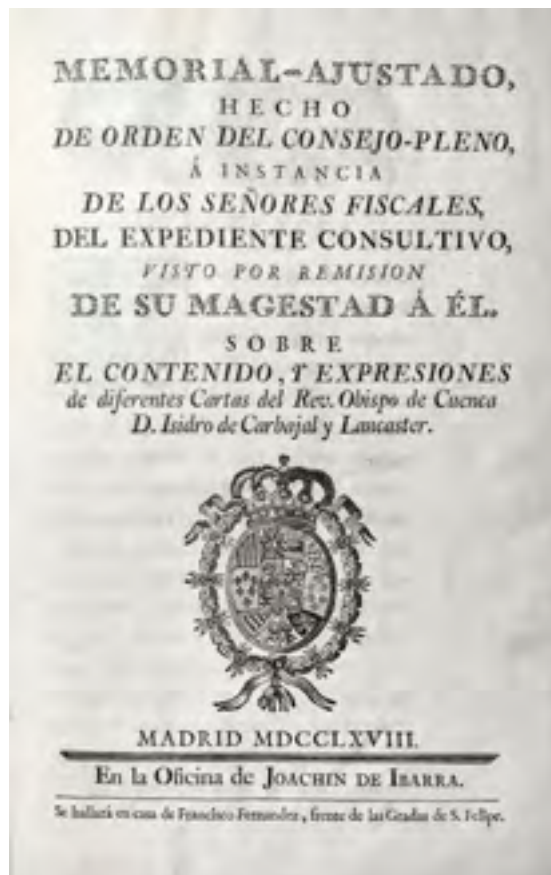 MEMORIAL-AJUSTADO,
HECHO
DE ORDEN DEL CONSEJO-PLENO,
Á INSTANCIA
DE LOS SEÑORES FISCALES,
DEL EXPEDIENTE CONSULTIVO,
VISTO POR REMISION
DE SU MAGESTAD Á ÉL.
SOBRE
EL CONTENIDO, Y EXPRESIONES
de diferentes Cartas del Rev. Obispo de Cuenca
D. Isidro de Carbajal y Lancaster.
MADRID MDCCLXVIII.
En la Oficina de JOACHIN DE IBARRA.
Se hallará en casa de Francisco Fernandez, frente de las Gradas de S. Felipe.